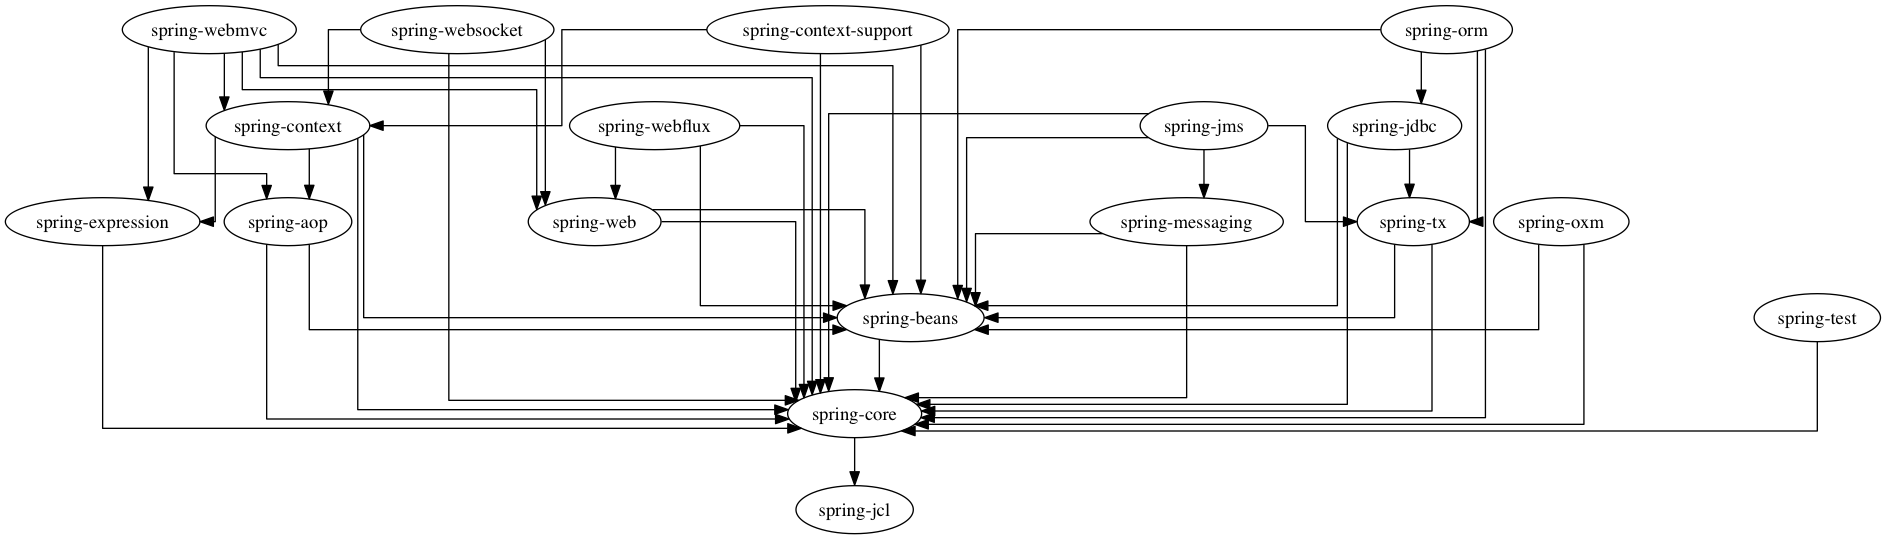 spring-webmvc
spring-websocket
spring-context-support
spring-orm
spring-context
spring-webflux
spring-jms
spring-jdbc
spring-expression
spring-aop
spring-web
spring-messaging
spring-tx
spring-oxm
spring-beans
spring-test
spring-core
spring-jcl